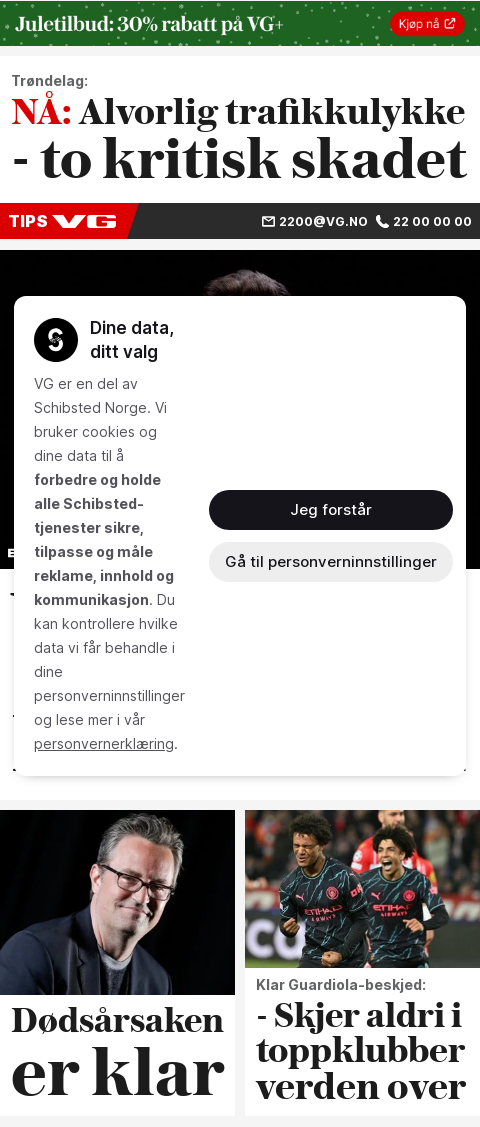 Juletilbud: 30% rabatt på VG+
Kjøp nå
Trøndelag:
NÅ: Alvorlig trafikkulykke
- to kritisk skadet
TIPS VG
2200@VG.NO 22 00 00 00
Dine data,
ditt valg
VG er en del av
Schibsted Norge. Vi
bruker cookies og
dine data til å
forbedre og holde
alle Schibsted-
tjenester sikre,
tilpasse og måle
reklame, innhold og
kommunikasjon. Du
kan kontrollere hvilke
data vi får behandle i
dine
personverninnstillinger
og lese mer i vår
personvernerklæring.
Jeg forstår
Gå til personverninnstillinger
ETIHAD
AIRWAYS
ETIHAD
AIRWAYS
Dødsårsaken
er klar
Klar Guardiola-beskjed:
- Skjer aldri i
toppklubber
verden over